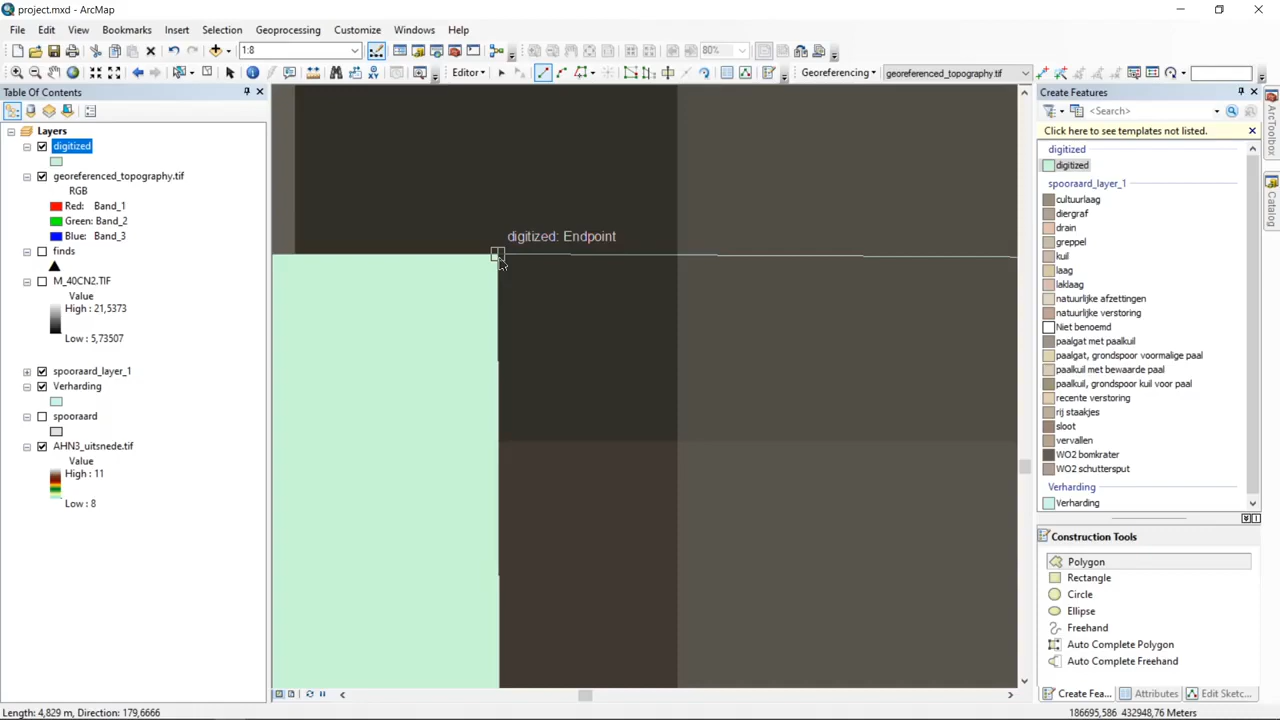 project.mxd - ArcMap
File Edit View Bookmarks Insert Selection Geoprocessing Customize Windows Help
1:8
80%
Editor
Georeferencing
georeferenced_topography.tif
Table Of Contents
Layers
digitized
georeferenced_topography.tif
RGB
Red: Band_1
Green: Band_2
Blue: Band_3
finds
M_40CN2.TIF
Value
High : 21,5373
Low : 5,73507
spooraard_layer_1
Verharding
spooraard
AHN3_uitsnede.tif
Value
High : 11
Low : 8
digitized: Endpoint
Create Features
<Search>
Click here to see templates not listed.
digitized
digitized
spooraard_layer_1
cultuurlaag
diergraf
drain
greppel
kuil
laag
laklaag
natuurlijke afzettingen
natuurlijke verstoring
Niet benoemd
paalgat met paalkuil
paalgat, grondspoor voormalige paal
paalkuil met bewaarde paal
paalkuil, grondspoor kuil voor paal
recente verstoring
rij staakjes
sloot
vervallen
WO2 bomkrater
WO2 schuttersput
Verharding
Verharding
Construction Tools
Polygon
Rectangle
Circle
Ellipse
Freehand
Auto Complete Polygon
Auto Complete Freehand
Create Fea... Attributes Edit Sketc...
ArcToolbox
Catalog
Length: 4,829 m, Direction: 179,6666
186695,586 432948,76 Meters